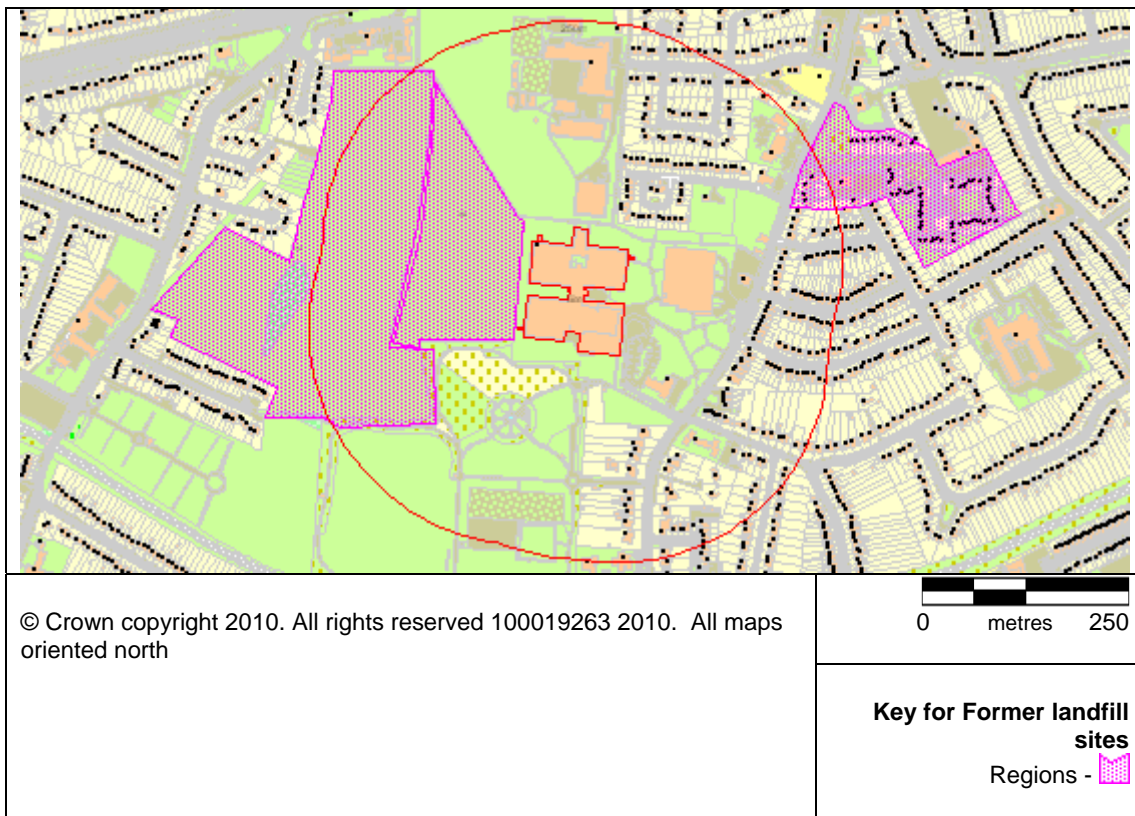 © Crown copyright 2010. All rights reserved 100019263 2010.  All maps
oriented north
0 metres 250
Key for Former landfill
sites
Regions -